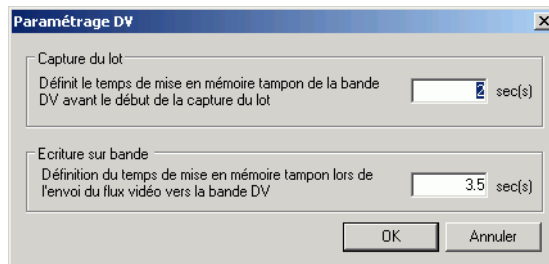 Paramétrage DV
Capture du lot
Définit le temps de mise en mémoire tampon de la bande
DV avant le début de la capture du lot
2 sec(s)
Ecriture sur bande
Définition du temps de mise en mémoire tampon lors de
l'envoi du flux vidéo vers la bande DV
3.5 sec(s)
OK Annuler